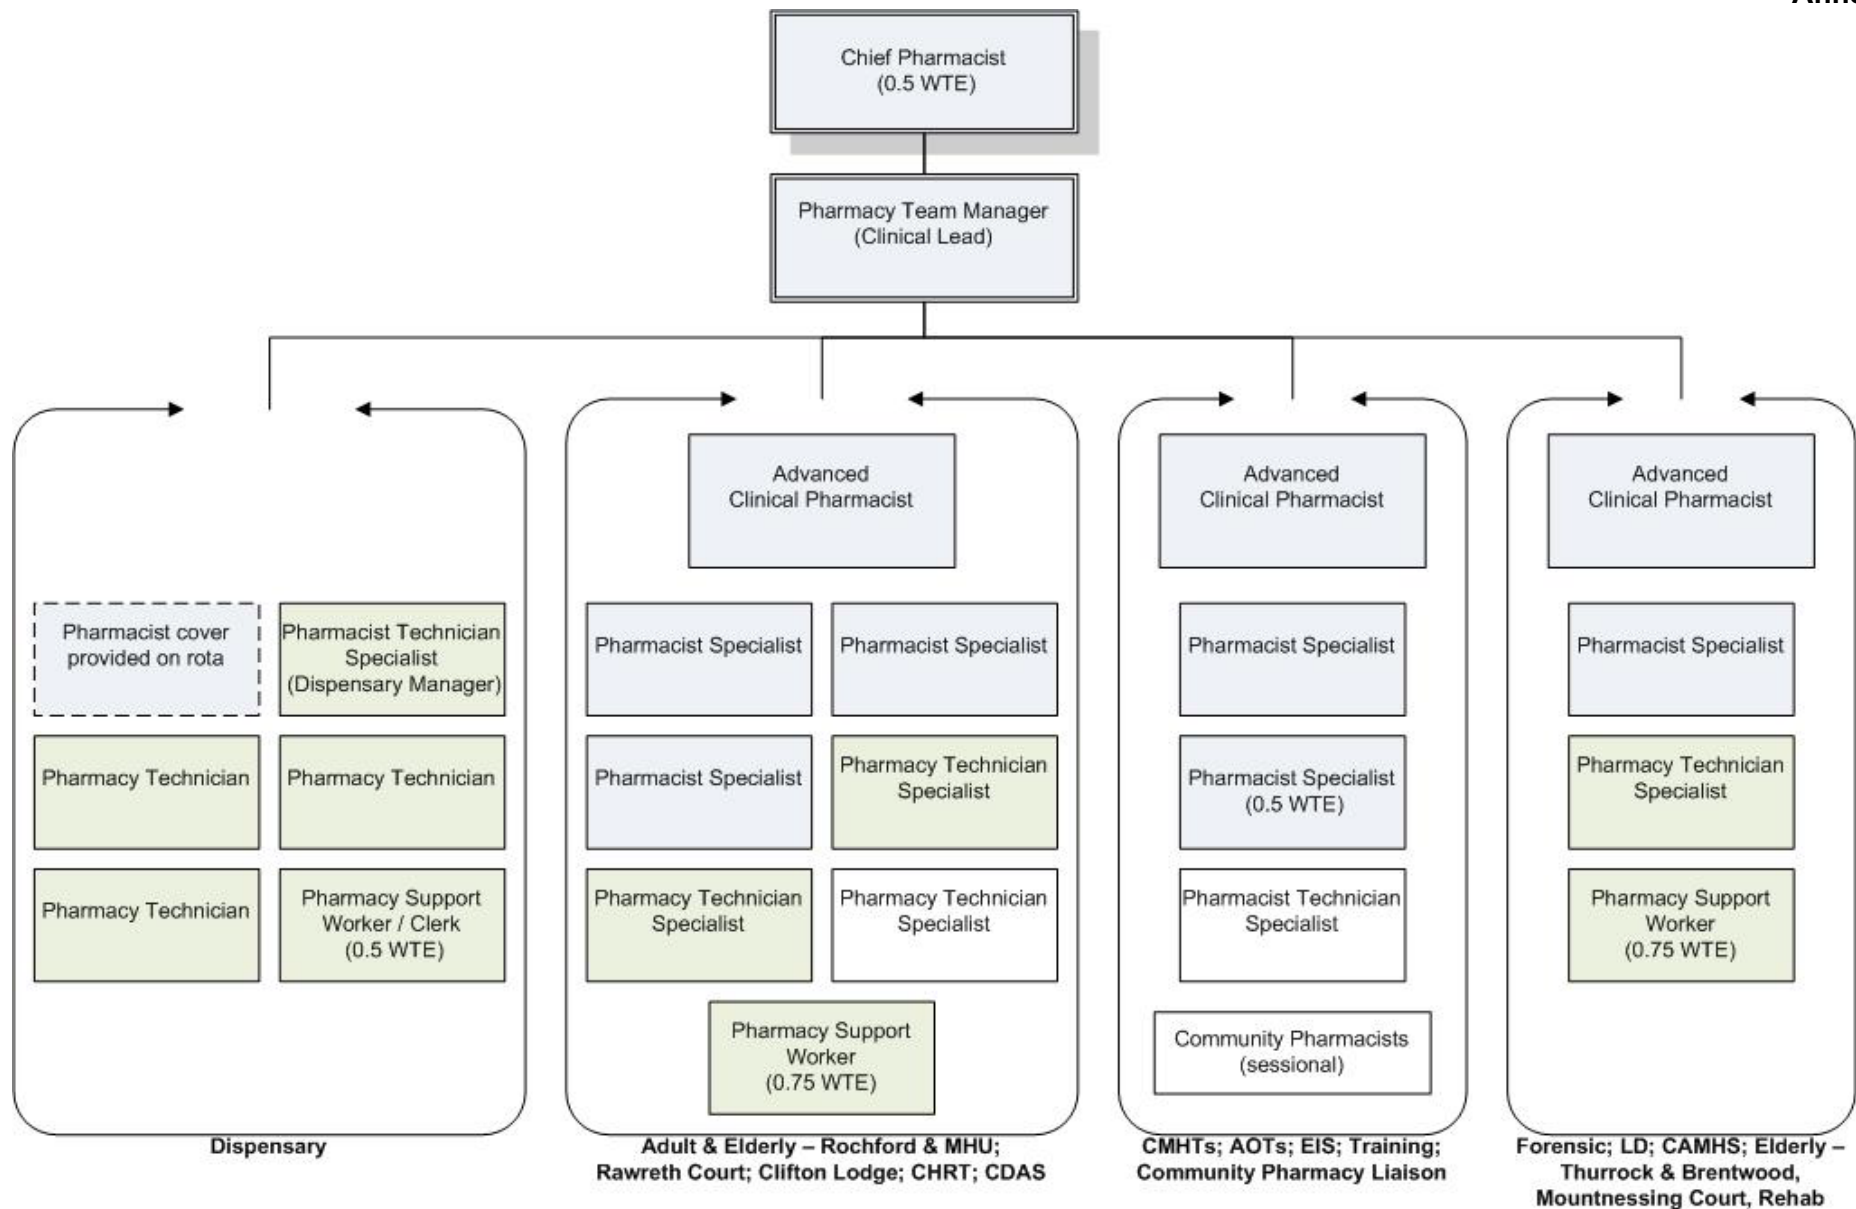 Chief Pharmacist
(0.5 WTE)
Pharmacy Team Manager
(Clinical Lead)
Pharmacist cover
provided on rota
Pharmacist Technician
Specialist
(Dispensary Manager)
Pharmacy Technician
Pharmacy Technician
Pharmacy Technician
Pharmacy Support
Worker / Clerk
(0.5 WTE)
Dispensary
Advanced
Clinical Pharmacist
Pharmacist Specialist
Pharmacist Specialist
Pharmacist Specialist
Pharmacy Technician
Specialist
Pharmacy Technician
Specialist
Pharmacy Technician
Specialist
Pharmacy Support
Worker
(0.75 WTE)
Adult & Elderly – Rochford & MHU;
Rawreth Court; Clifton Lodge; CHRT; CDAS
Advanced
Clinical Pharmacist
Pharmacist Specialist
Pharmacist Specialist
(0.5 WTE)
Pharmacist Technician
Specialist
Community Pharmacists
(sessional)
CMHTs; AOTs; EIS; Training;
Community Pharmacy Liaison
Advanced
Clinical Pharmacist
Pharmacist Specialist
Pharmacy Technician
Specialist
Pharmacy Support
Worker
(0.75 WTE)
Forensic; LD; CAMHS; Elderly –
Thurrock & Brentwood,
Mountnessing Court, Rehab